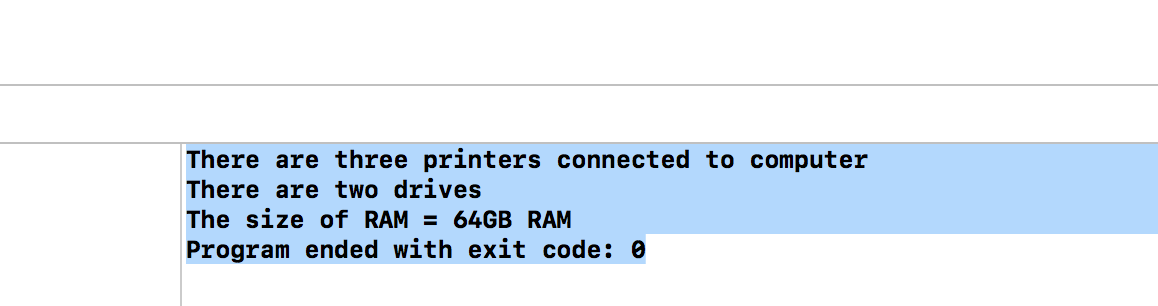 There are three printers connected to computer
There are two drives
The size of RAM = 64GB RAM
Program ended with exit code: 0